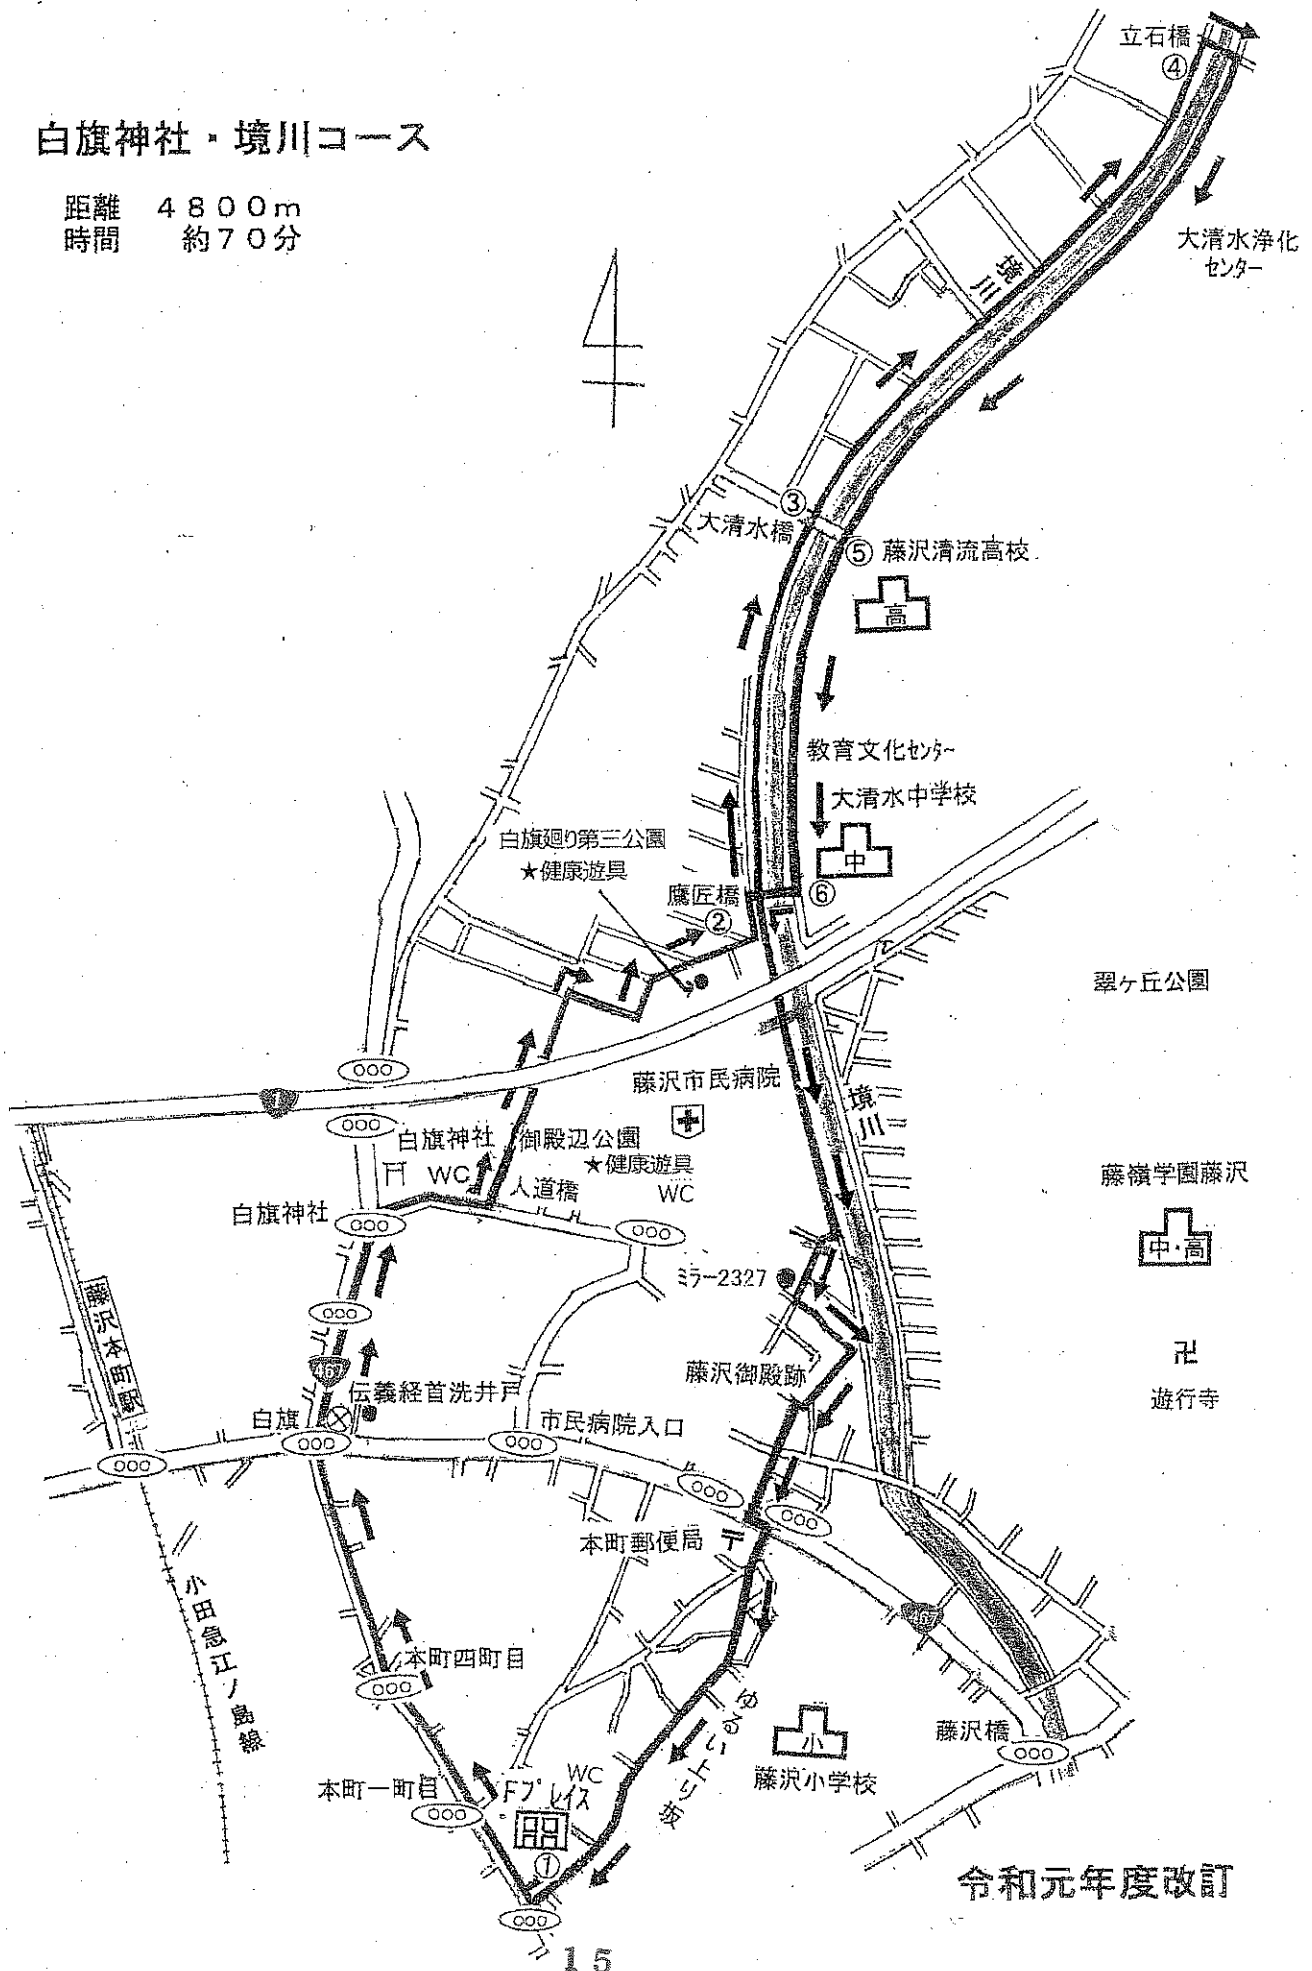 白旗神社・境川コース
距離 4800m
時間 約70分
立石橋
④
大清水浄化
センター
境川
③
大清水橋
⑤ 藤沢清流高校
高
教育文化センター
大清水中学校
中
白旗廻り第三公園
★健康遊具
鷹匠橋
②
⑥
翠ケ丘公園
1
藤沢市民病院
境川
白旗神社
御殿辺公園
★健康遊具
WC
WC
人道橋
白旗神社
藤嶺学園藤沢
中・高
ミラー2327
藤沢本町駅
467
伝義経首洗井戸
藤沢御殿跡
卍
遊行寺
白旗
市民病院入口
本町郵便局 〒
467
小田急江ノ島線
本町四町目
ゆるい上り坂
小
藤沢小学校
藤沢橋
本町一町目
Fプレイス
WC
①
令和元年度改訂
15